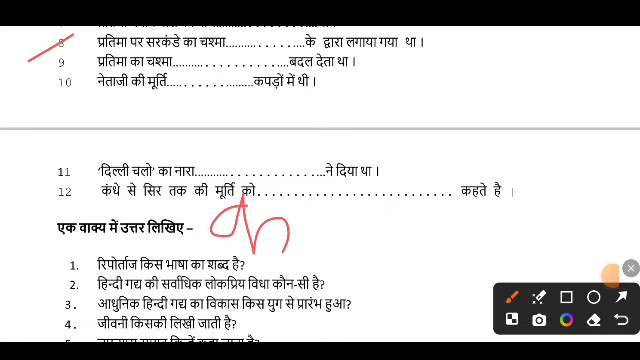 8 प्रतिमा पर सरकंडे का चश्मा..........,.......के द्वारा लगाया गया था।
9 प्रतिमा का चश्मा......................बदल देता था।
10 नेताजी की मूर्ति..................कपड़ों में थी।
11 'दिल्ली चलो' का नारा........................ने दिया था।
12 कंधे से सिर तक की मूर्ति को........................... कहते है |
एक वाक्य में उत्तर लिखिए –
1. रिपोर्ताज किस भाषा का शब्द है?
2. हिन्दी गद्य की सर्वाधिक लोकप्रिय विधा कौन-सी है?
3. आधुनिक हिन्दी गद्य का विकास किस युग से प्रारंभ हुआ?
4. जीवनी किसकी लिखी जाती है?